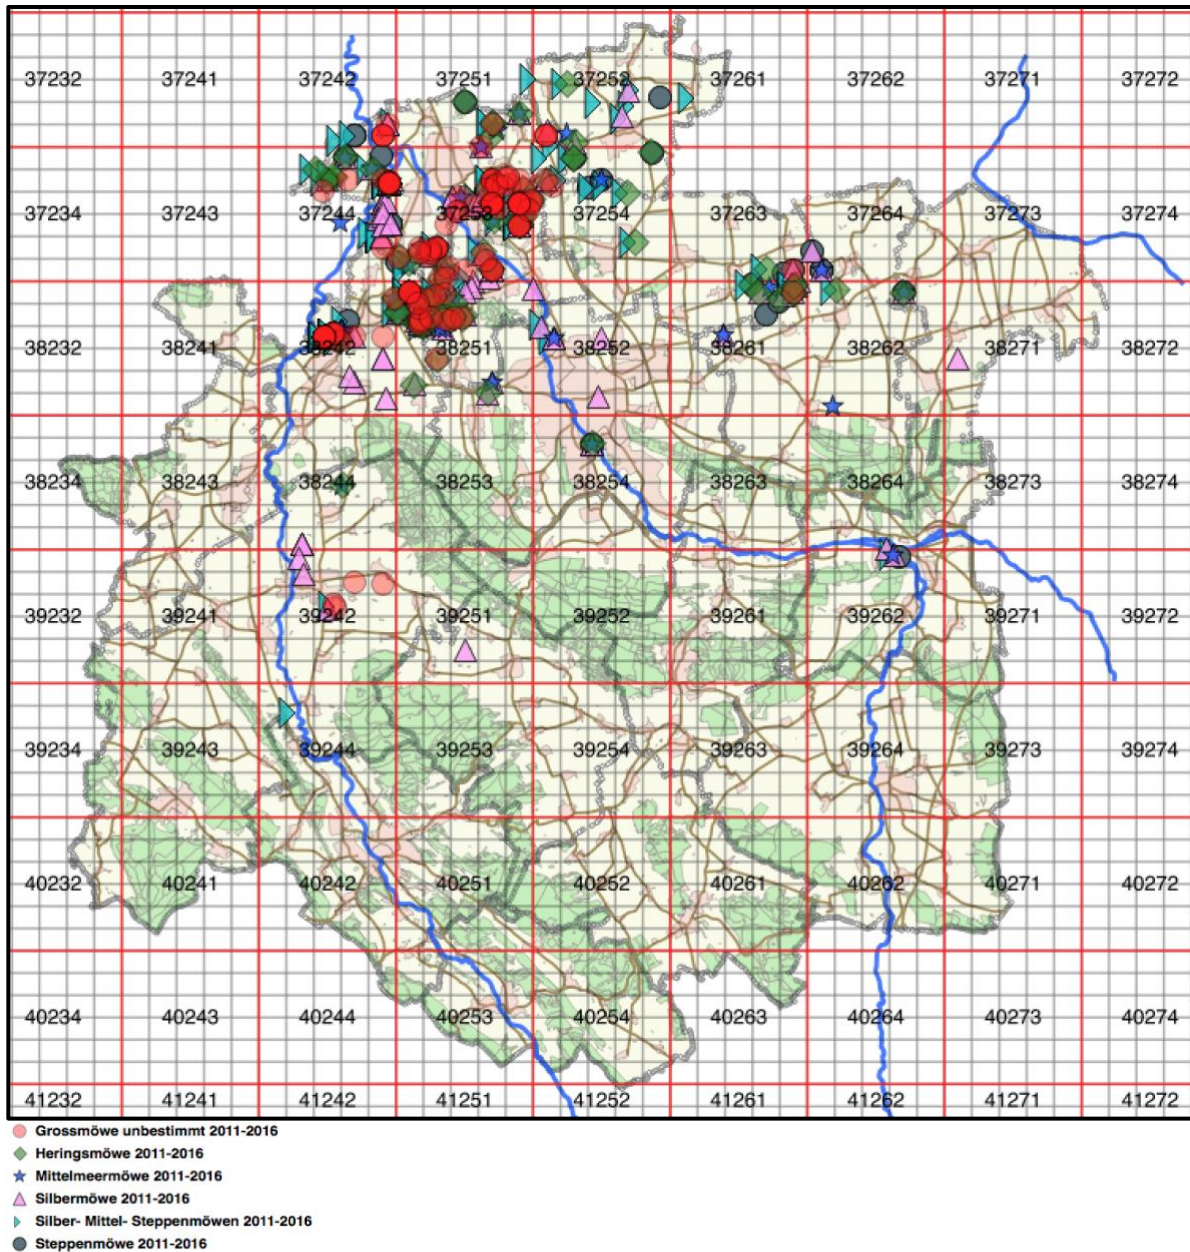 37232 37241 37242 37251 37252 37261 37262 37271 37272
37234 37243 37244 37253 37254 37263 37264 37273 37274
38232 38241 38242 38251 38252 38261 38262 38271 38272
38234 38243 38244 38253 38254 38263 38264 38273 38274
39232 39241 39242 39251 39252 39261 39262 39271 39272
39234 39243 39244 39253 39254 39263 39264 39273 39274
40232 40241 40242 40251 40252 40261 40262 40271 40272
40234 40243 40244 40253 40254 40263 40264 40273 40274
41232 41241 41242 41251 41252 41261 41262 41271 41272
Grossmöwe unbestimmt 2011-2016
Heringsmöwe 2011-2016
Mittelmeermöwe 2011-2016
Silbermöwe 2011-2016
Silber- Mittel- Steppenmöwen 2011-2016
Steppenmöwe 2011-2016